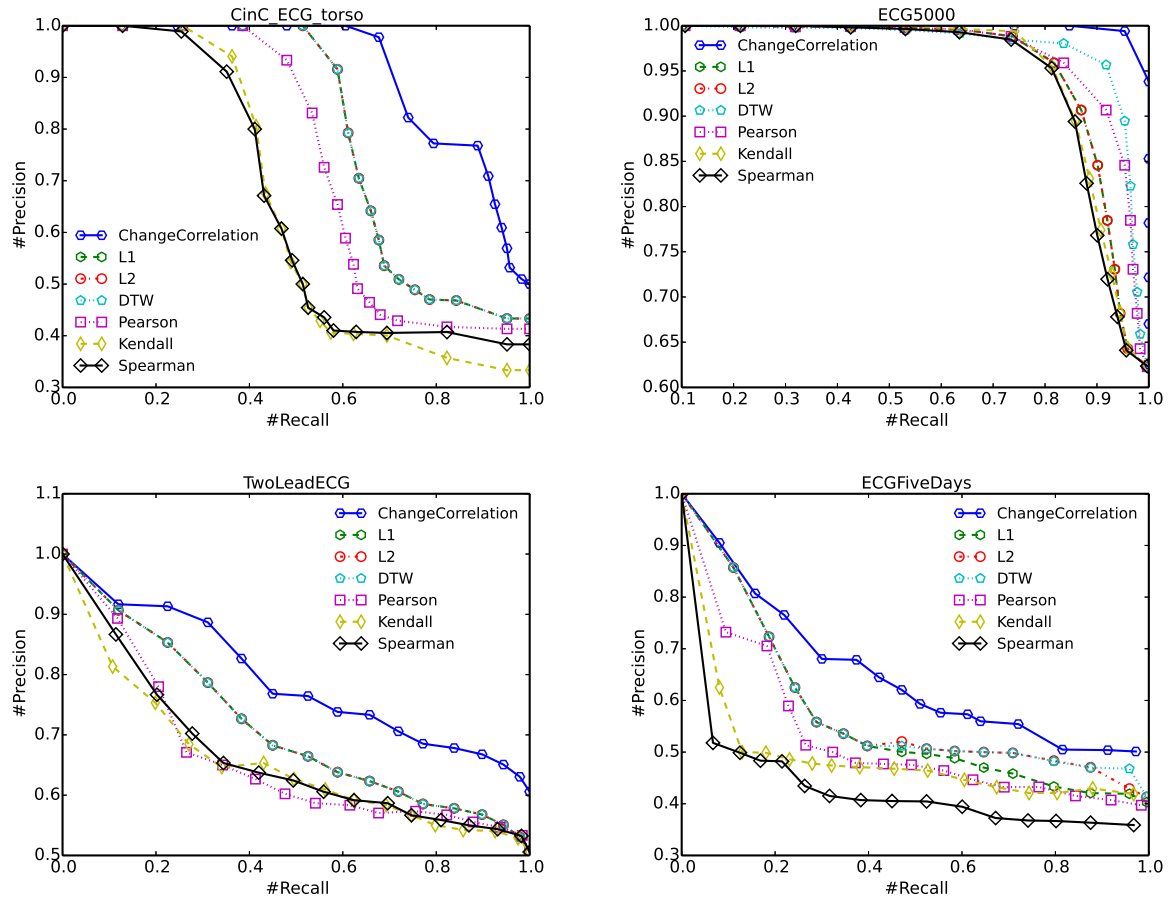 CinC_ECG_torso
1.0
0.9
0.8
0.7
0.6
0.5
0.4
0.3
#Precision
ChangeCorrelation
L1
L2
DTW
Pearson
Kendall
Spearman
0.0 0.2 0.4 0.6 0.8 1.0
#Recall
ECG5000
1.00
0.95
0.90
0.85
0.80
0.75
0.70
0.65
0.60
#Precision
ChangeCorrelation
L1
L2
DTW
Pearson
Kendall
Spearman
0.1 0.2 0.3 0.4 0.5 0.6 0.7 0.8 0.9 1.0
#Recall
TwoLeadECG
1.1
1.0
0.9
0.8
0.7
0.6
0.5
#Precision
ChangeCorrelation
L1
L2
DTW
Pearson
Kendall
Spearman
0.0 0.2 0.4 0.6 0.8 1.0
#Recall
ECGFiveDays
1.0
0.9
0.8
0.7
0.6
0.5
0.4
0.3
#Precision
ChangeCorrelation
L1
L2
DTW
Pearson
Kendall
Spearman
0.0 0.2 0.4 0.6 0.8 1.0
#Recall